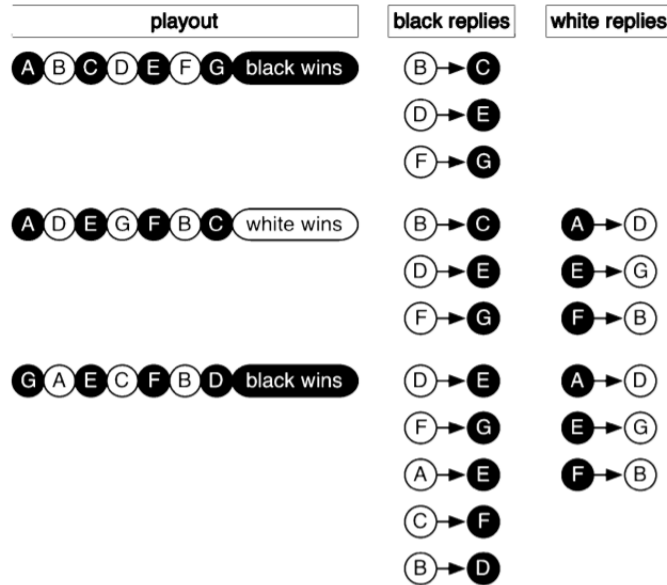 playout black replies white replies
A B C D E F G black wins B C
D E
F G
A D E G F B C white wins B C A D
D E E G
F G F B
G A E C F B D black wins D E A D
F G E G
A E F B
C F
B D